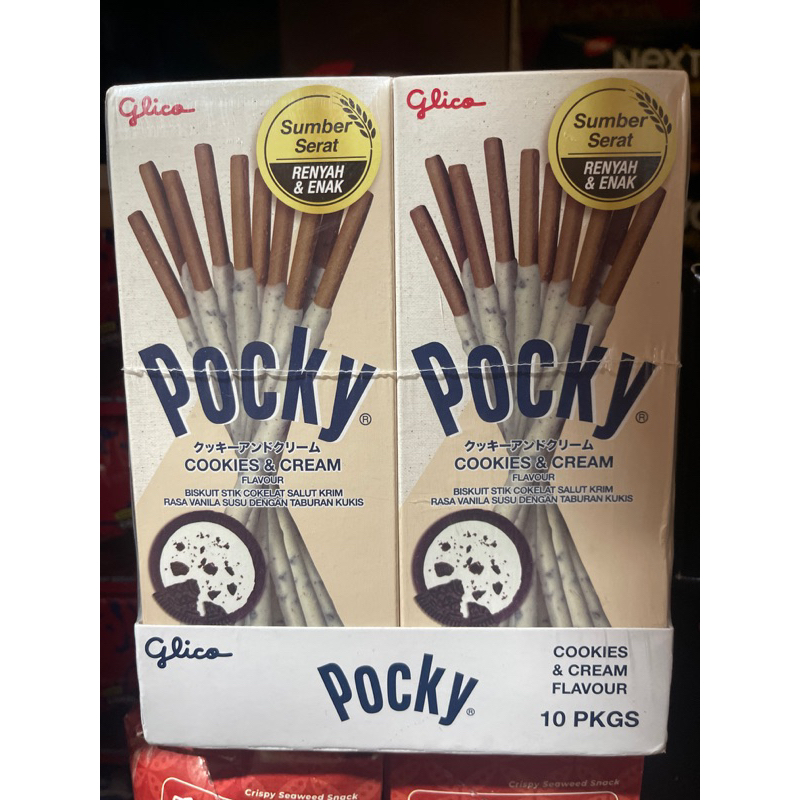 NEXT
Glico
Sumber
Serat
RENYAH
& ENAK
Pocky®
クッキーアンドクリーム
COOKIES & CREAM
FLAVOUR
BISKUIT STIK COKELAT SALUT KRIM
RASA VANILA SUSU DENGAN TABURAN KUKIS
Glico
Sumber
Serat
RENYAH
& ENAK
Pocky®
クッキーアンドクリーム
COOKIES & CREAM
FLAVOUR
BISKUIT STIK COKELAT SALUT KRIM
RASA VANILA SUSU DENGAN TABURAN KUKIS
Glico
Pocky®
COOKIES
& CREAM
FLAVOUR
10 PKGS
Crispy Seaweed Snack
Crispy Seaweed Snack